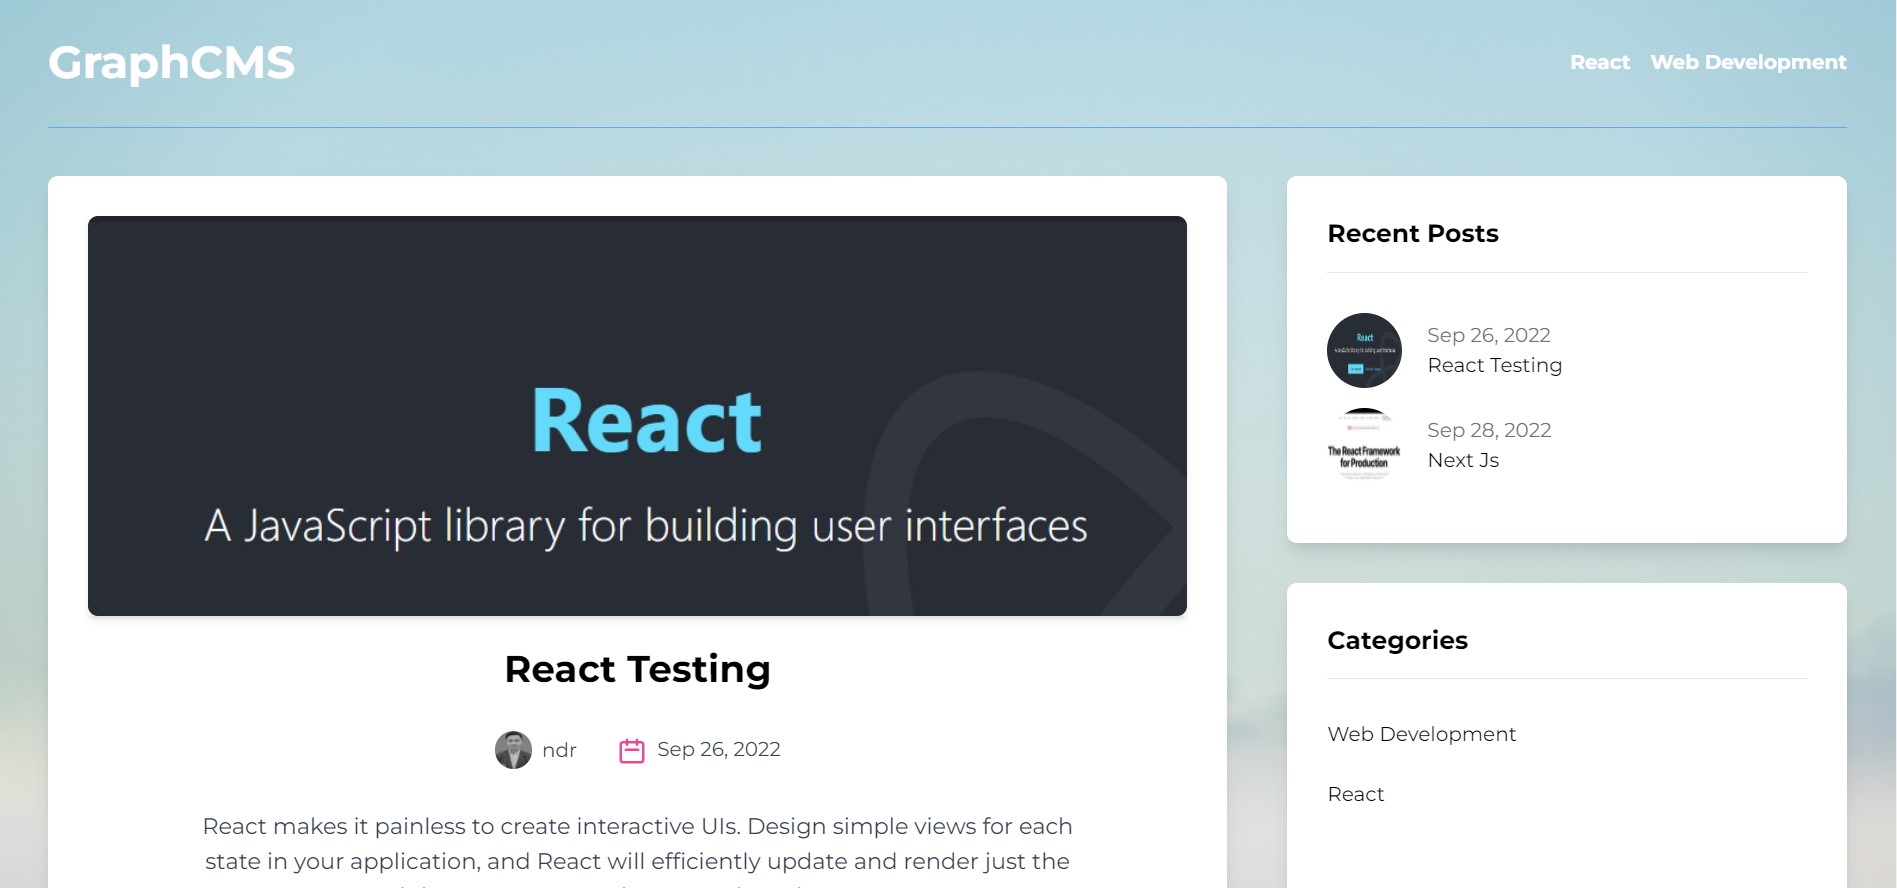 GraphCMS
React Web Development
React
A JavaScript library for building user interfaces
React Testing
ndr
Sep 26, 2022
React makes it painless to create interactive UIs. Design simple views for each
state in your application, and React will efficiently update and render just the
Recent Posts
React
Sep 26, 2022
React Testing
The React Framework
for Production
Sep 28, 2022
Next Js
Categories
Web Development
React